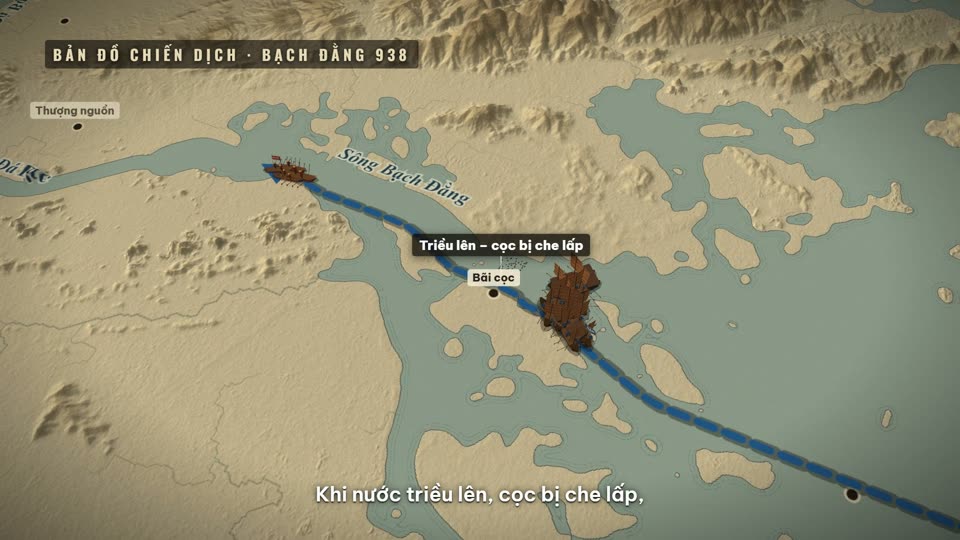 BẢN ĐỒ CHIẾN DỊCH · BẠCH ĐẰNG 938
Thượng nguồn
Sông Bạch Đằng
Triều lên – cọc bị che lấp
Bãi cọc
Khi nước triều lên, cọc bị che lấp,